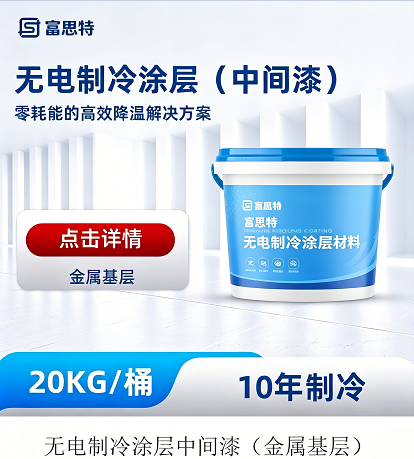 富思特
无电制冷涂层（中间漆）
零耗能的高效降温解决方案
富思特
富思特
无电制冷涂层材料
点击详情
金属基层
20KG/桶
10年制冷
无电制冷涂层中间漆（金属基层）